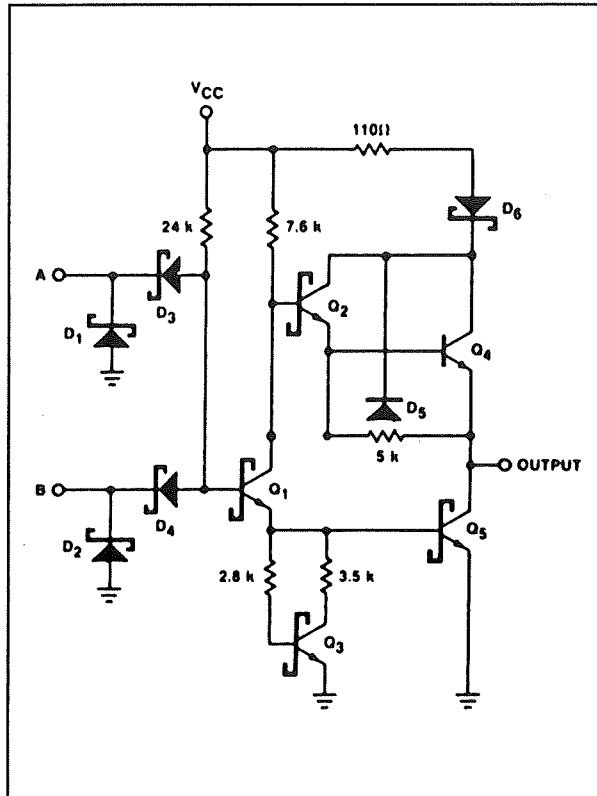 VCC
110Ω
D6
24 k
7.6 k
A
D3
Q2
D1
Q4
D5
5 k
OUTPUT
B
Q1
D4
Q5
D2
2.8 k
3.5 k
Q3